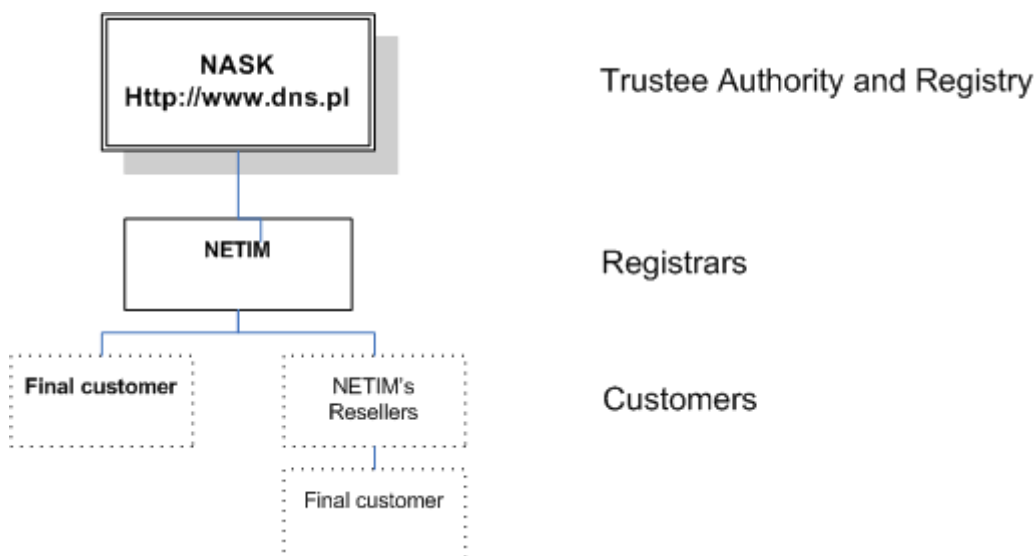 NASK
Http://www.dns.pl
Trustee Authority and Registry
NETIM
Registrars
Final customer
NETIM's
Resellers
Customers
Final customer